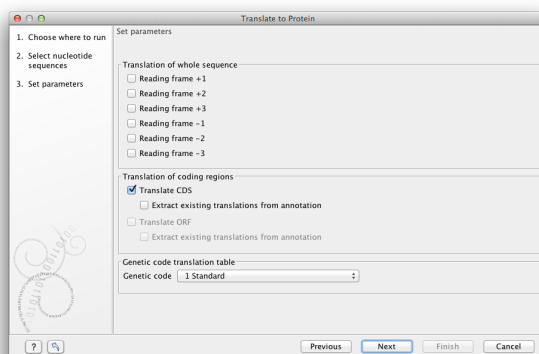 Translate to Protein
1. Choose where to run
2. Select nucleotide
sequences
3. Set parameters
Set parameters
Translation of whole sequence
Reading frame +1
Reading frame +2
Reading frame +3
Reading frame -1
Reading frame -2
Reading frame -3
Translation of coding regions
Translate CDS
Extract existing translations from annotation
Translate ORF
Extract existing translations from annotation
Genetic code translation table
Genetic code 1 Standard
? Previous Next Finish Cancel